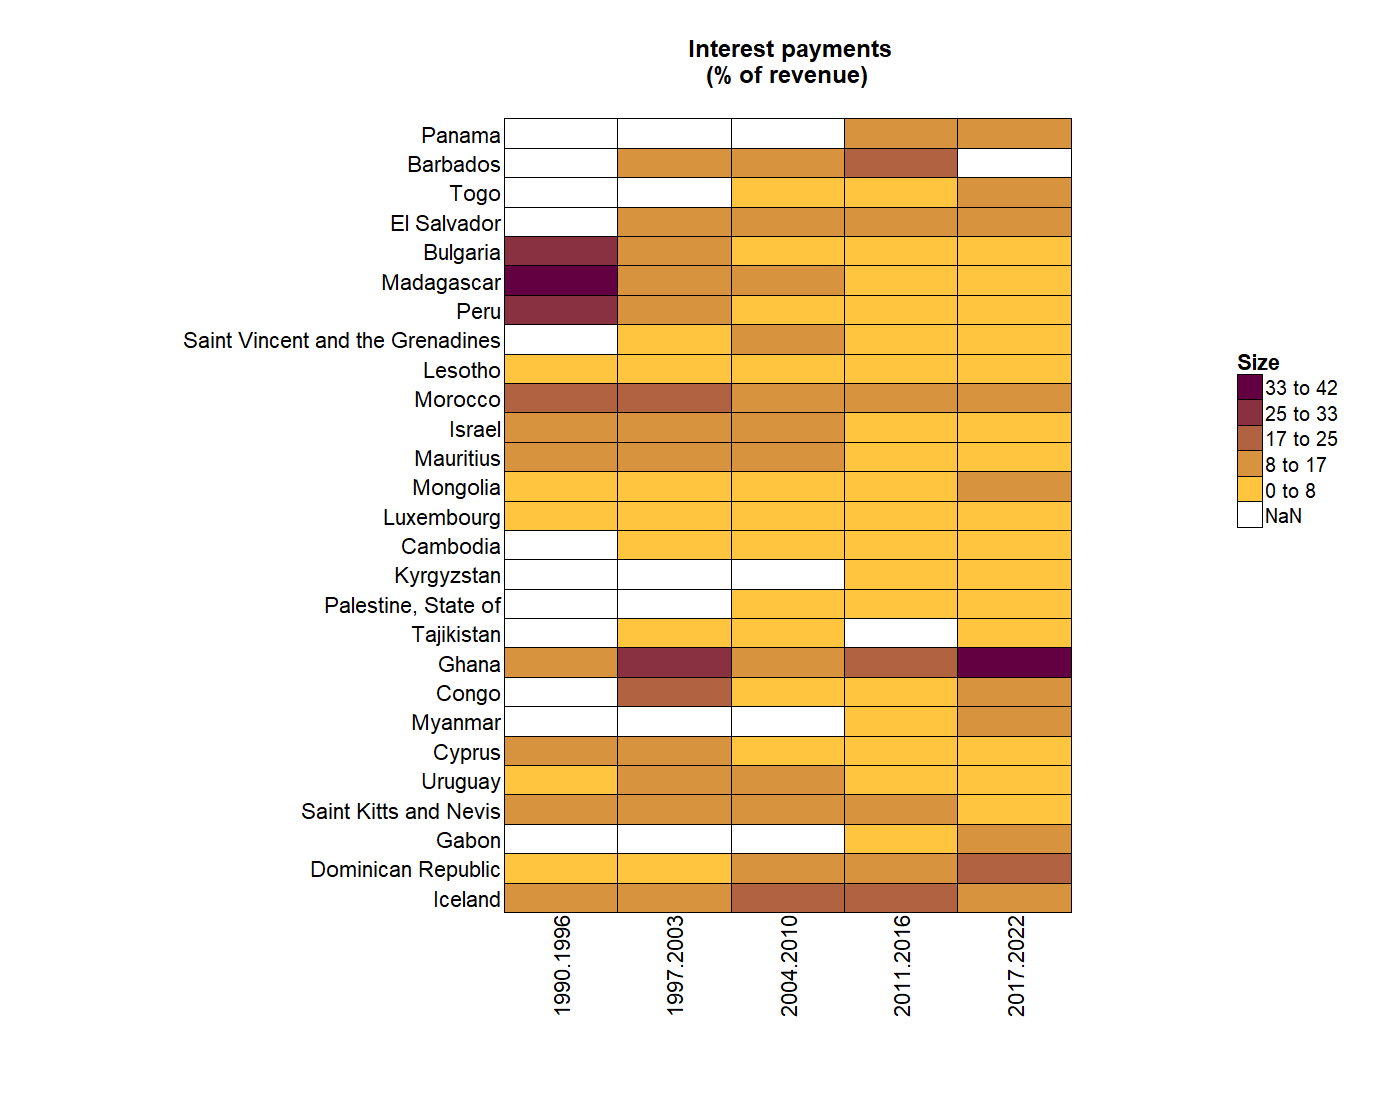 Interest payments
(% of revenue)
Panama
Barbados
Togo
El Salvador
Bulgaria
Madagascar
Peru
Saint Vincent and the Grenadines
Lesotho
Morocco
Israel
Mauritius
Mongolia
Luxembourg
Cambodia
Kyrgyzstan
Palestine, State of
Tajikistan
Ghana
Congo
Myanmar
Cyprus
Uruguay
Saint Kitts and Nevis
Gabon
Dominican Republic
Iceland
1990.1996
1997.2003
2004.2010
2011.2016
2017.2022
Size
33 to 42
25 to 33
17 to 25
8 to 17
0 to 8
NaN